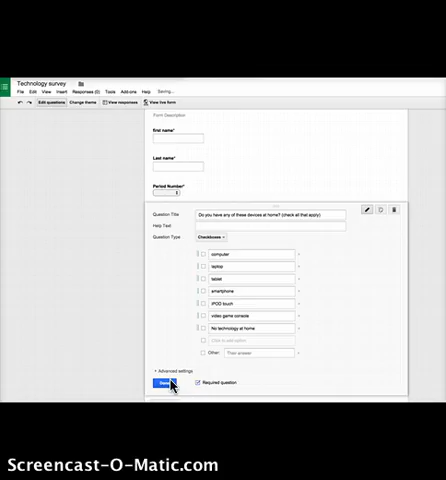 Technology survey
File Edit View Insert Responses (0) Tools Add-ons Help Saving...
Edit questions Change theme View responses View live form
Form Description
first name*
Last name*
Period Number*
Question Title Do you have any of these devices at home? (check all that apply)
Help Text
Question Type Checkboxes
computer
laptop
tablet
smartphone
IPOD touch
video game console
No technology at home
Click to add option
Other: Their answer
Advanced settings
Required question
Screencast-O-Matic.com